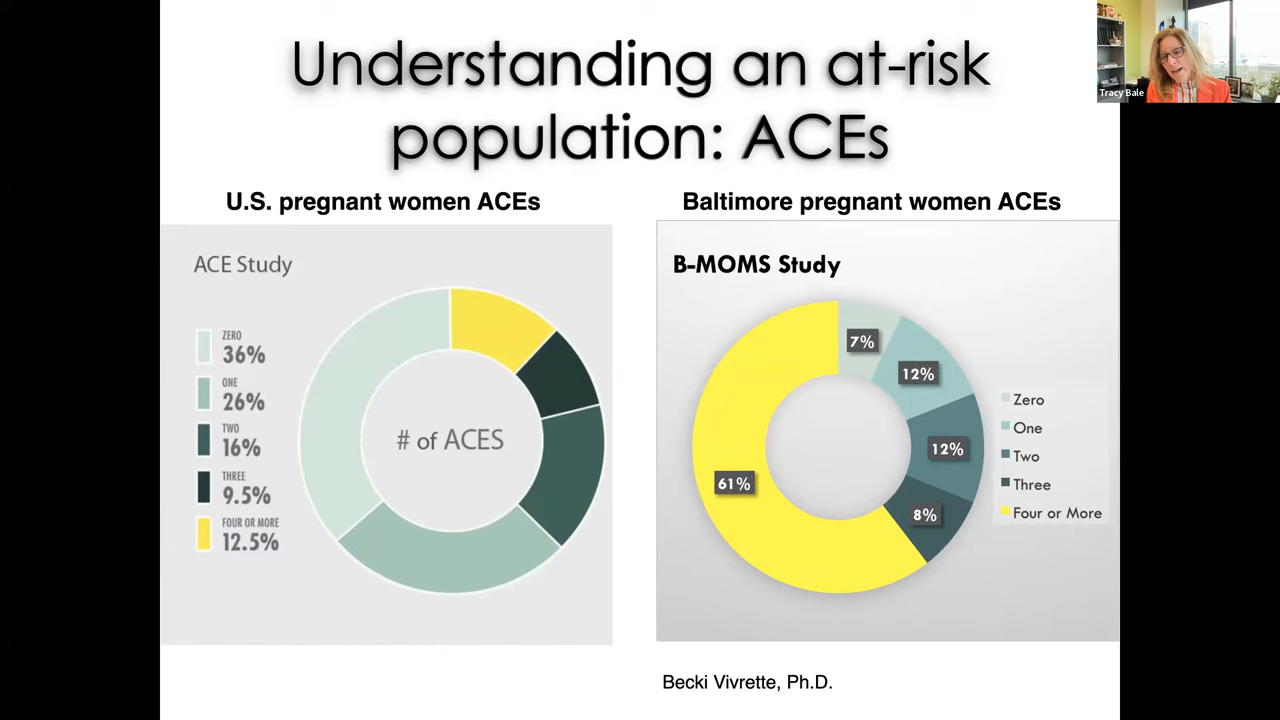 Understanding an at-risk
population: ACEs
Tracy Bale
U.S. pregnant women ACEs
ACE Study
ZERO
36%
ONE
26%
TWO
16%
THREE
9.5%
FOUR OR MORE
12.5%
# of ACES
Baltimore pregnant women ACEs
B-MOMS Study
7%
12%
12%
8%
61%
Zero
One
Two
Three
Four or More
Becki Vivrette, Ph.D.